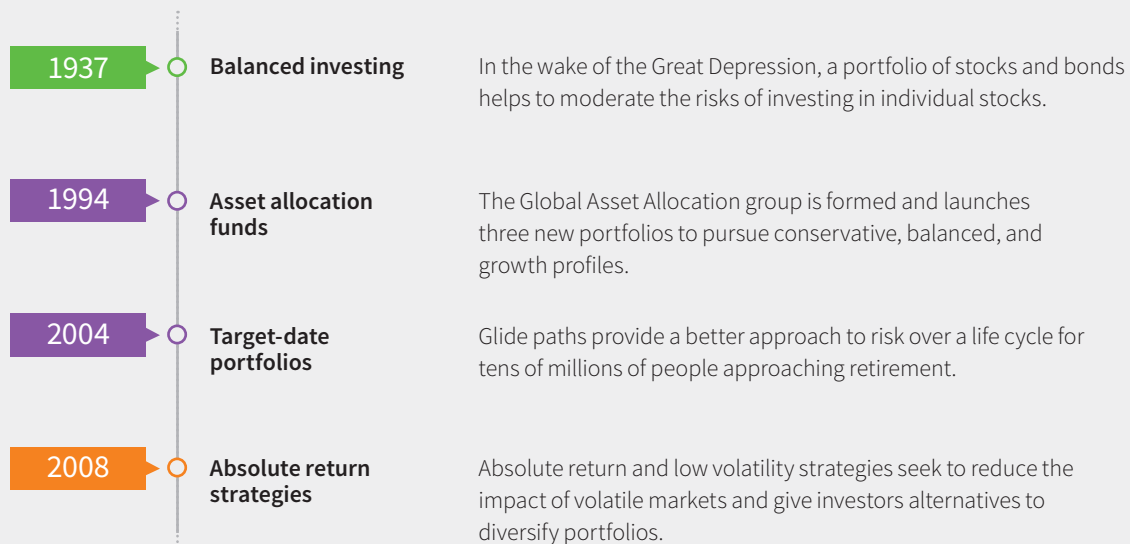 1937
Balanced investing
In the wake of the Great Depression, a portfolio of stocks and bonds
helps to moderate the risks of investing in individual stocks.
1994
Asset allocation
funds
The Global Asset Allocation group is formed and launches
three new portfolios to pursue conservative, balanced, and
growth profiles.
2004
Target-date
portfolios
Glide paths provide a better approach to risk over a life cycle for
tens of millions of people approaching retirement.
2008
Absolute return
strategies
Absolute return and low volatility strategies seek to reduce the
impact of volatile markets and give investors alternatives to
diversify portfolios.